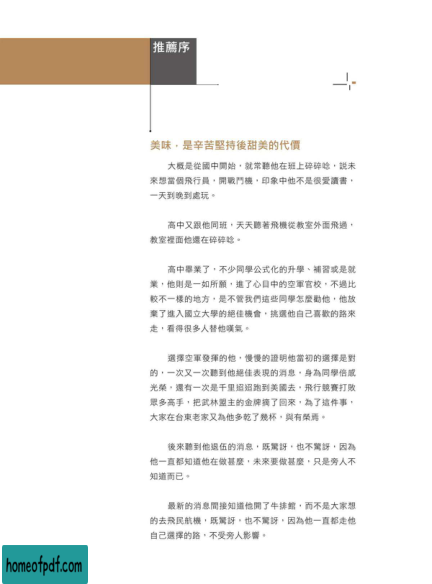 推薦序
美味，是辛苦堅持後甜美的代價
大概是從國中開始，就常聽他在班上碎碎唸，說未
來想當個飛行員，開戰鬥機，印象中他不是很愛讀書，
一天到晚到處玩。
高中又跟他同班，天天聽著飛機從教室外面飛過，
教室裡面他還在碎碎唸。
高中畢業了，不少同學公式化的升學、補習或是就
業，他則是一如所願，進了心目中的空軍官校，不過比
較不一樣的地方，是不管我們這些同學怎麼勸他，他放
棄了進入國立大學的絕佳機會，挑選他自己喜歡的路來
走，看得很多人替他嘆氣。
選擇空軍發揮的他，慢慢的證明他當初的選擇是對
的，一次又一次聽到他絕佳表現的消息，身為同學倍感
光榮，還有一次是千里迢迢跑到美國去，飛行競賽打敗
眾多高手，把武林盟主的金牌摘了回來，為了這件事，
大家在台東老家又為他多乾了幾杯，與有榮焉。
後來聽到他退伍的消息，既驚訝，也不驚訝，因為
他一直都知道他在做甚麼，未來要做甚麼，只是旁人不
知道而已。
最新的消息間接知道他開了牛排館，而不是大家想
的去飛民航機，既驚訝，也不驚訝，因為他一直都走他
自己選擇的路，不受旁人影響。
homeofpdf.com